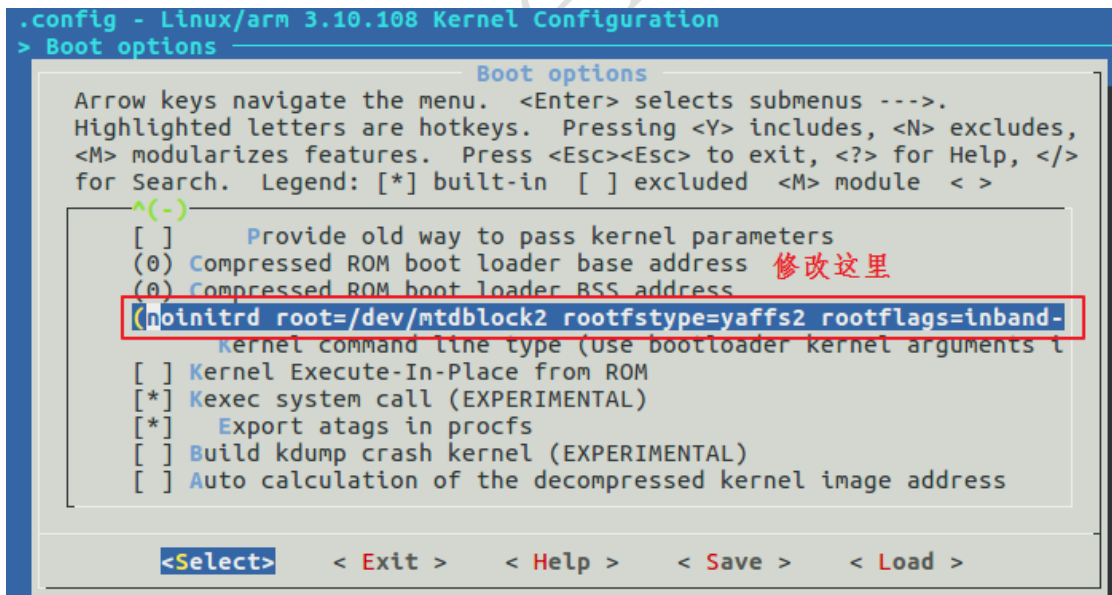 .config - Linux/arm 3.10.108 Kernel Configuration
> Boot options
Boot options
Arrow keys navigate the menu.  <Enter> selects submenus --->.
Highlighted letters are hotkeys.  Pressing <Y> includes, <N> excludes,
<M> modularizes features.  Press <Esc><Esc> to exit, <?> for Help, </>
for Search.  Legend: [*] built-in  [ ] excluded  <M> module  < >
^(-)
[ ]     Provide old way to pass kernel parameters
(0) Compressed ROM boot loader base address 修改这里
(0) Compressed ROM boot loader BSS address
(noinitrd root=/dev/mtdblock2 rootfstype=yaffs2 rootflags=inband-
Kernel command line type (Use bootloader kernel arguments i
[ ] Kernel Execute-In-Place from ROM
[*] Kexec system call (EXPERIMENTAL)
[*]   Export atags in procfs
[ ] Build kdump crash kernel (EXPERIMENTAL)
[ ] Auto calculation of the decompressed kernel image address
<Select>    < Exit >    < Help >    < Save >    < Load >